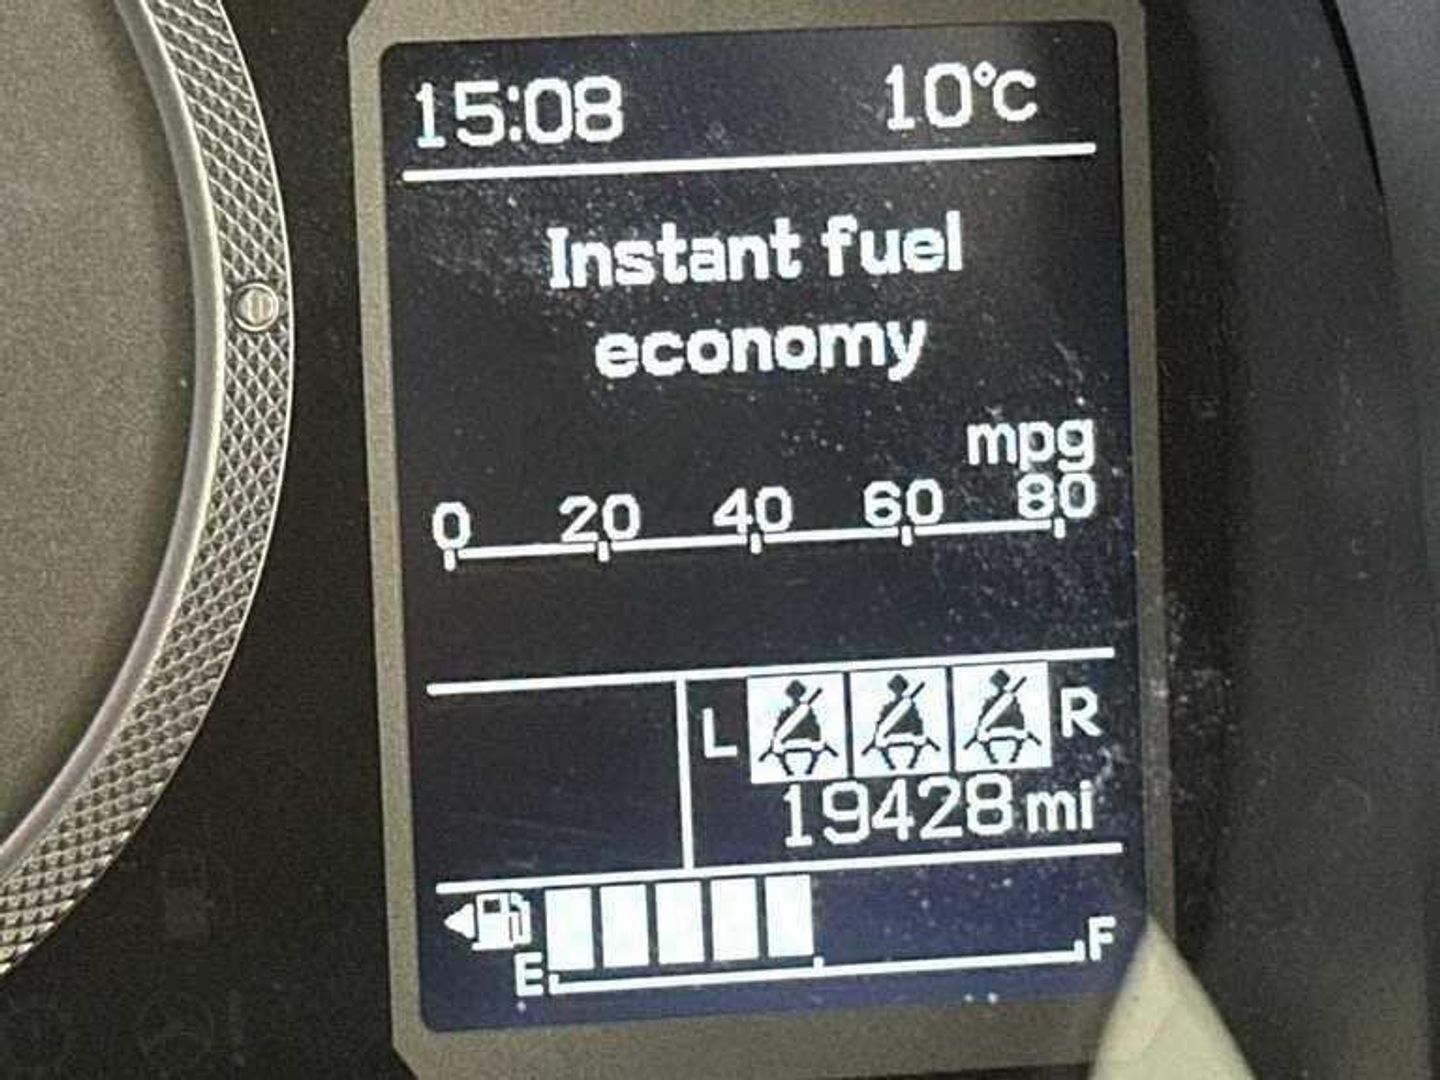 15:08 10°C
Instant fuel
economy
mpg
0 20 40 60 80
L R
19428 mi
E F